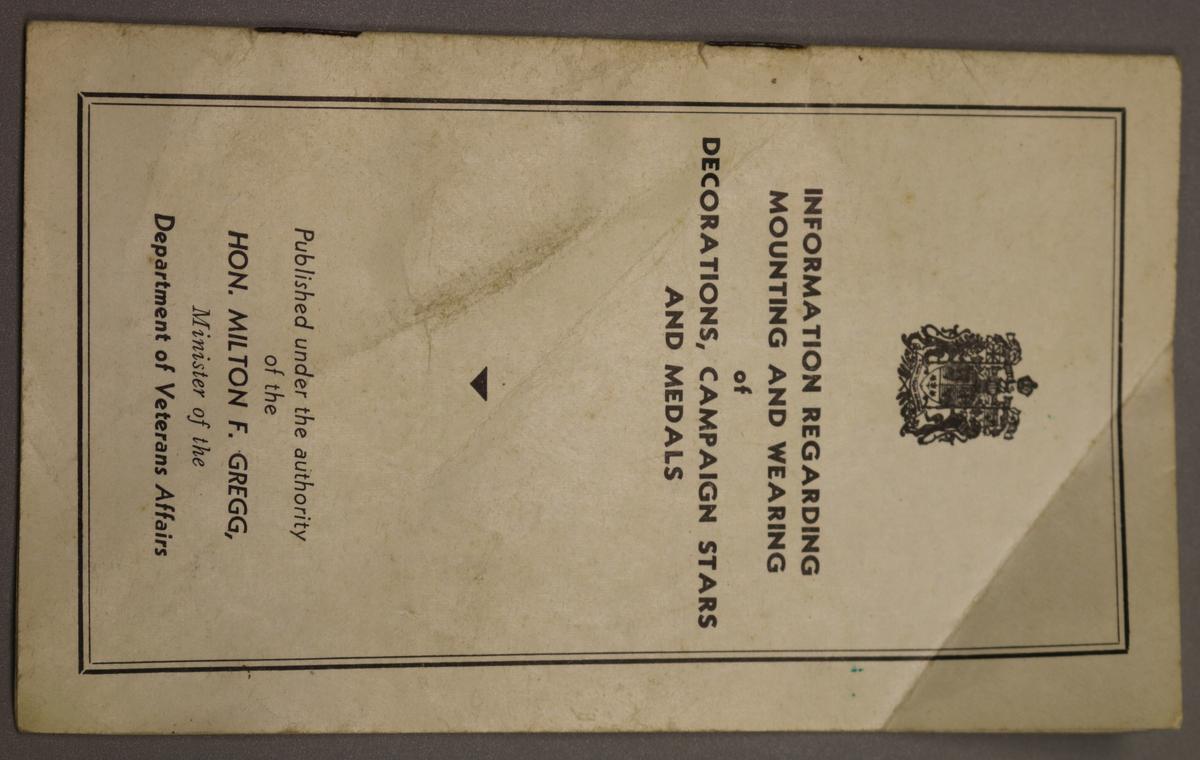 INFORMATION REGARDING
MOUNTING AND WEARING
of
DECORATIONS, CAMPAIGN STARS
AND MEDALS
Published under the authority
of the
HON. MILTON F. GREGG,
Minister of the
Department of Veterans Affairs